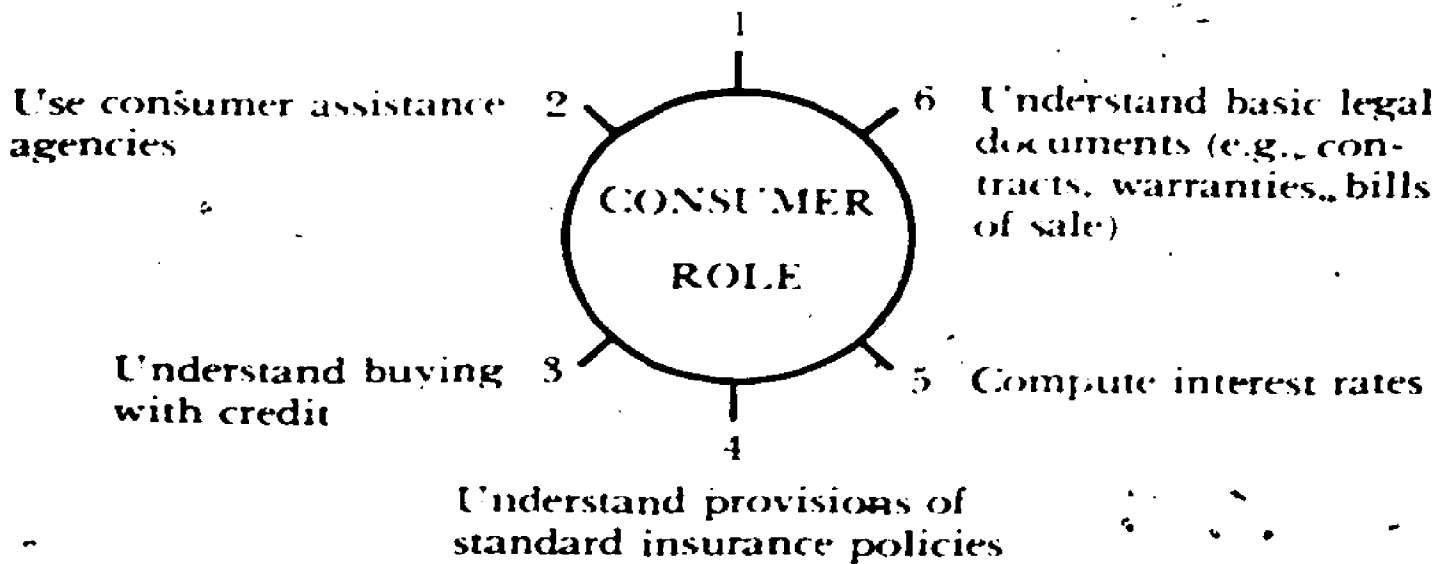 1
2 Use consumer assistance
agencies
6 Understand basic legal
documents (e.g., con-
tracts, warranties, bills
of sale)
CONSUMER
ROLE
3 Understand buying
with credit
5 Compute interest rates
4
Understand provisions of
standard insurance policies